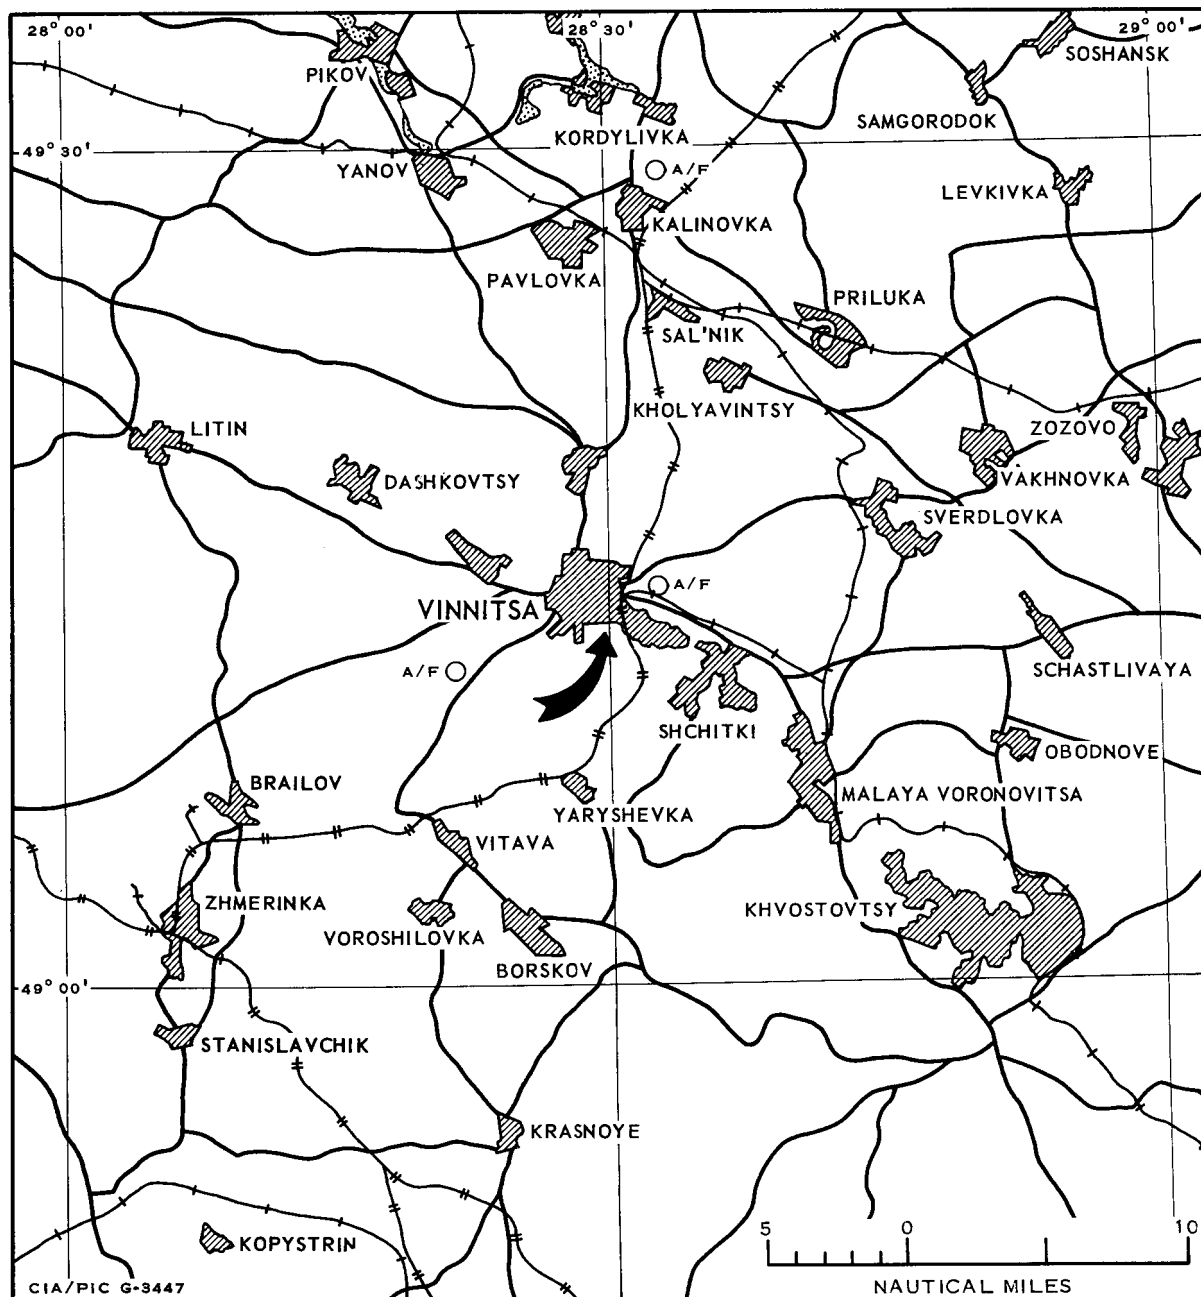 28°00'
28°30'
29°00'
SOSHANSK
PIKOV
SAMGORODOK
KORDYLIVKA
49°30'
YANOV
A/F
LEVKIVKA
KALINOVKA
PAVLOVKA
PRILUKA
SAL'NIK
KHOLYAVINTSY
LITIN
ZOZOVO
DASHKOVTSY
VAKHNOVKA
SVERDLOVKA
A/F
VINNITSA
A/F
SCHASTLIVAYA
SHCHITKI
OBODNOVE
BRAILOV
YARYSHEVKA
MALAYA VORONOVITSA
VITAVA
ZHMERINKA
KHVOSTOVTSY
VOROSHILOVKA
BORSKOV
49°00'
STANISLAVCHIK
KRASNOYE
5 0 10
KOPYSTRIN
CIA/PIC G-3447
NAUTICAL MILES